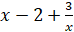 x − 2 + 3/x